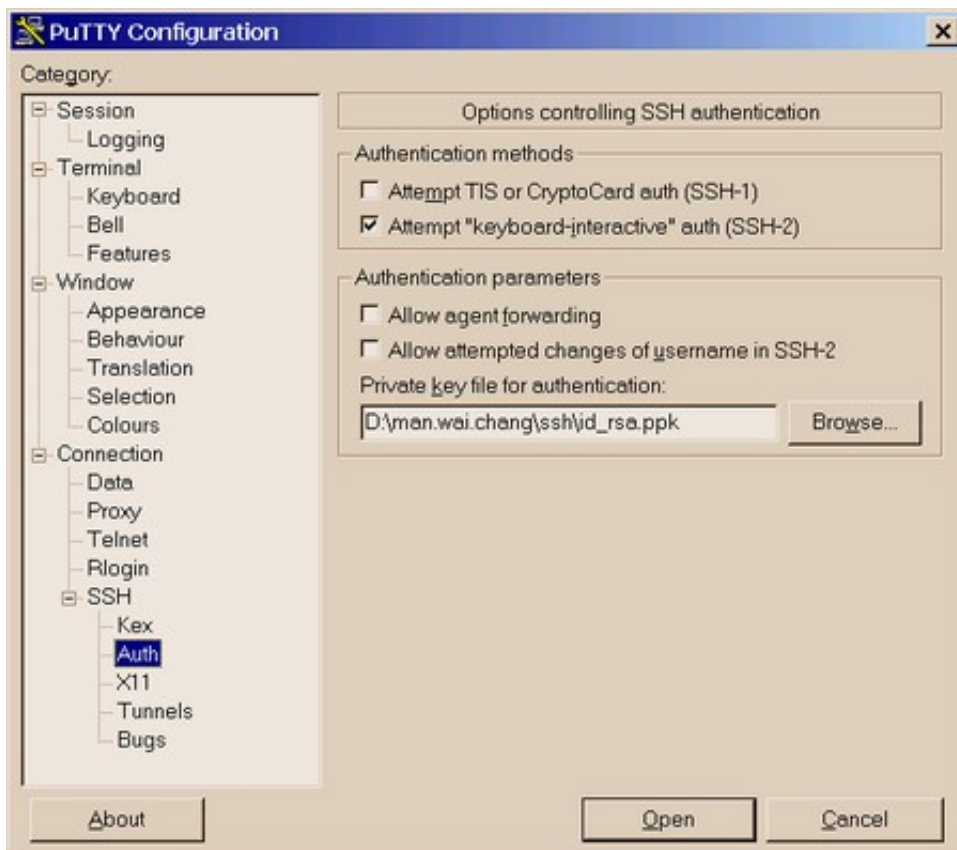 PuTTY Configuration
Category:
Session
Logging
Terminal
Keyboard
Bell
Features
Window
Appearance
Behaviour
Translation
Selection
Colours
Connection
Data
Proxy
Telnet
Rlogin
SSH
Kex
Auth
X11
Tunnels
Bugs
Options controlling SSH authentication
Authentication methods
Attempt TIS or CryptoCard auth (SSH-1)
Attempt "keyboard-interactive" auth (SSH-2)
Authentication parameters
Allow agent forwarding
Allow attempted changes of username in SSH-2
Private key file for authentication:
D:\man.wai.chang\ssh\id_rsa.ppk
Browse...
About
Open
Cancel